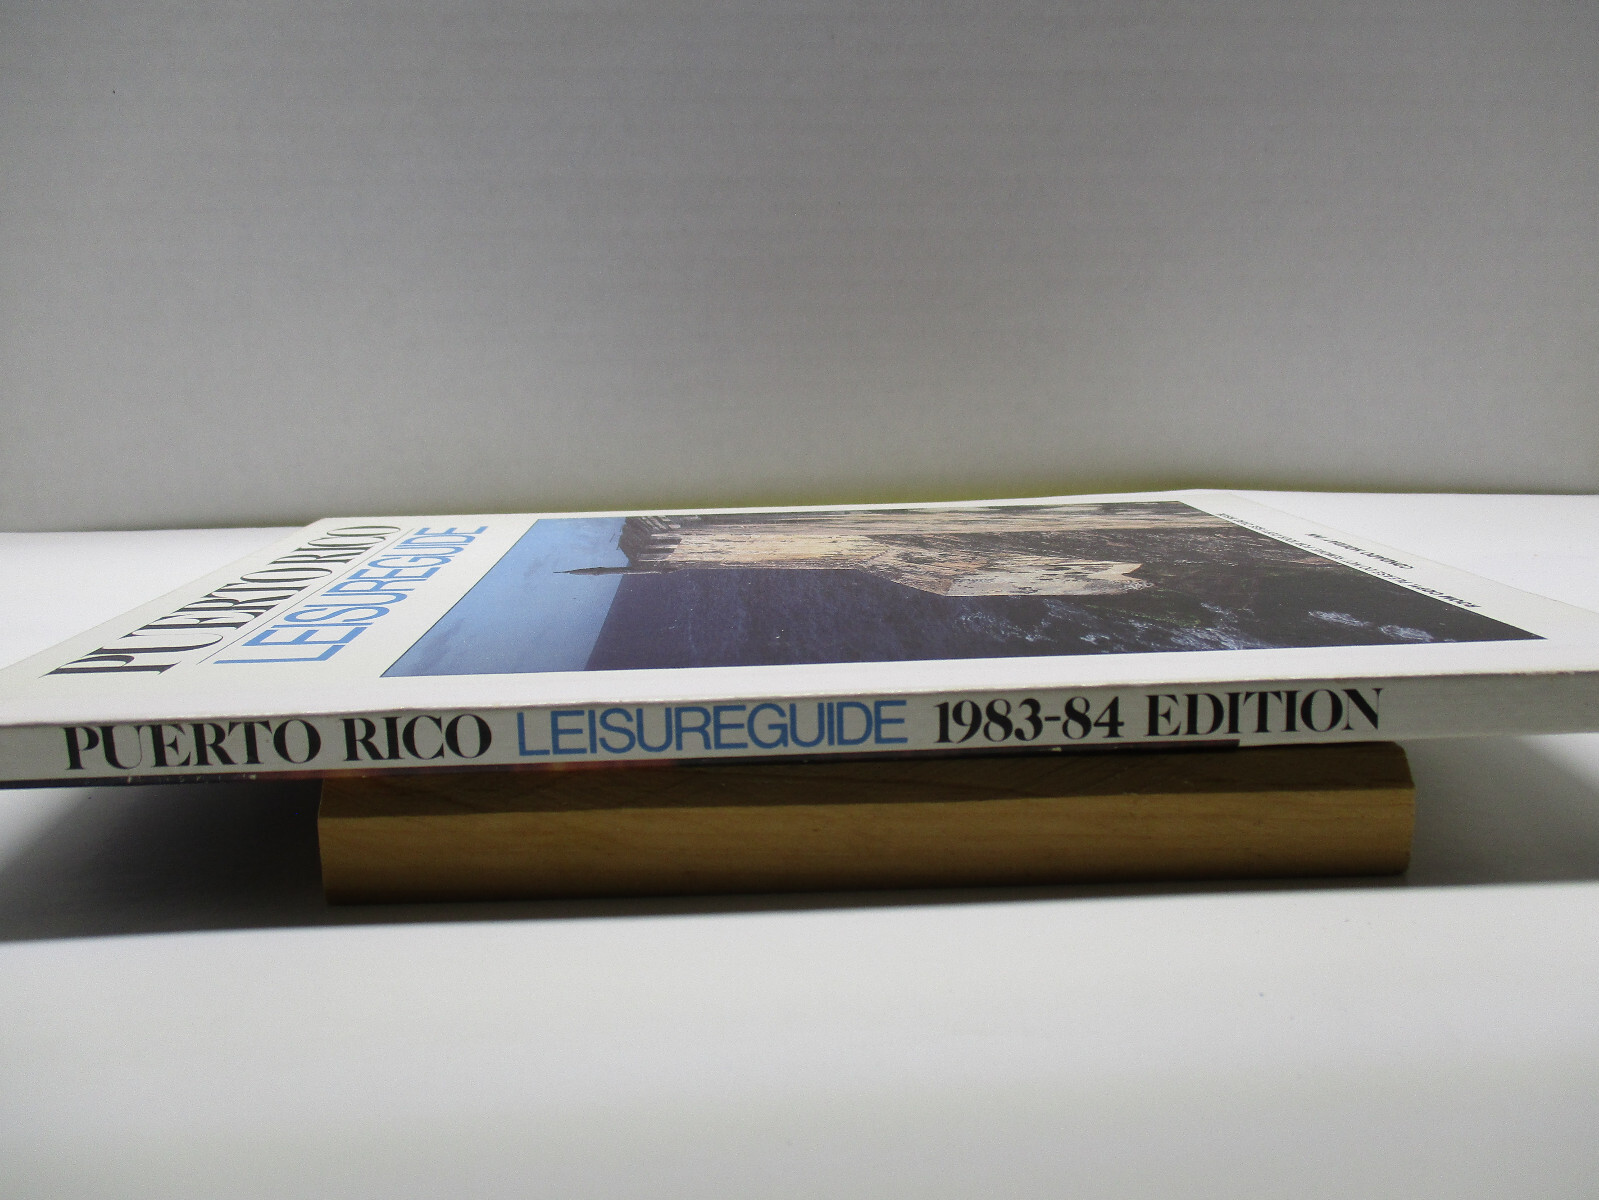 PUERTO RICO
LEISUREGUIDE
PUERTO RICO LEISUREGUIDE 1983-84 EDITION